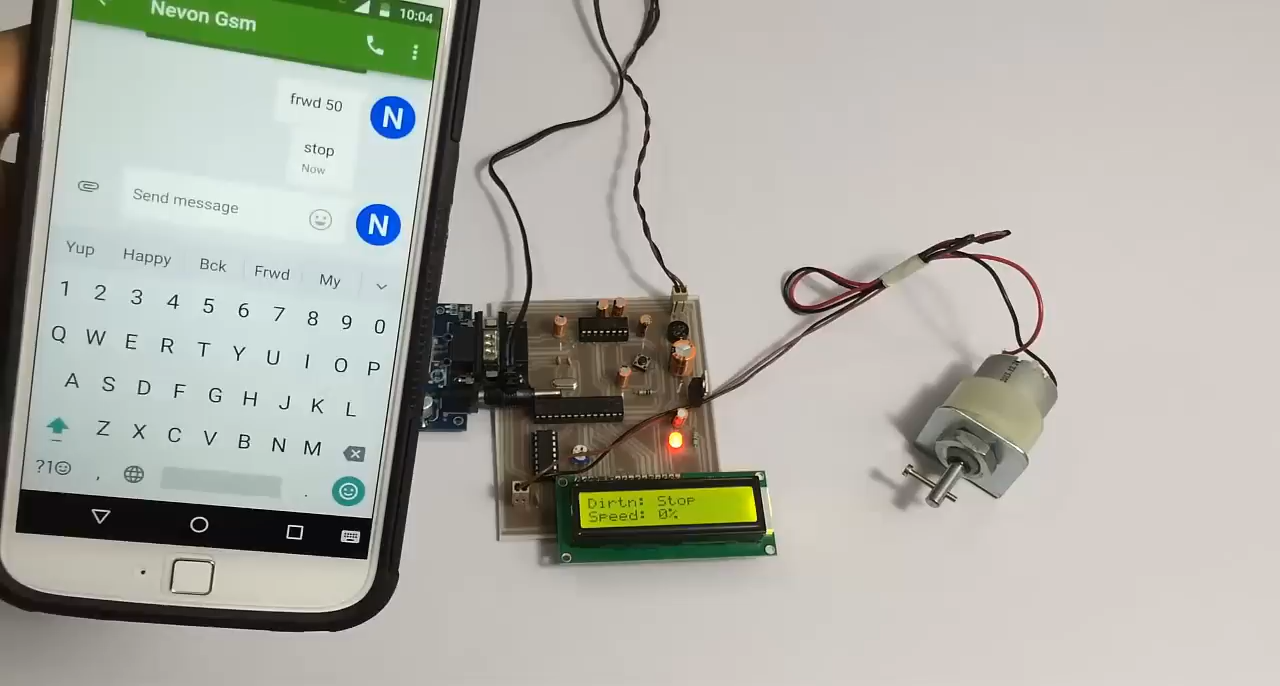 10:04
Nevon Gsm
frwd 50
N
stop
Now
Send message
N
Yup Happy Bck Frwd My
1 2 3 4 5 6 7 8 9 0
Q W E R T Y U I O P
A S D F G H J K L
Z X C V B N M
?1 , .
Dirtn: Stop
Speed: 0%